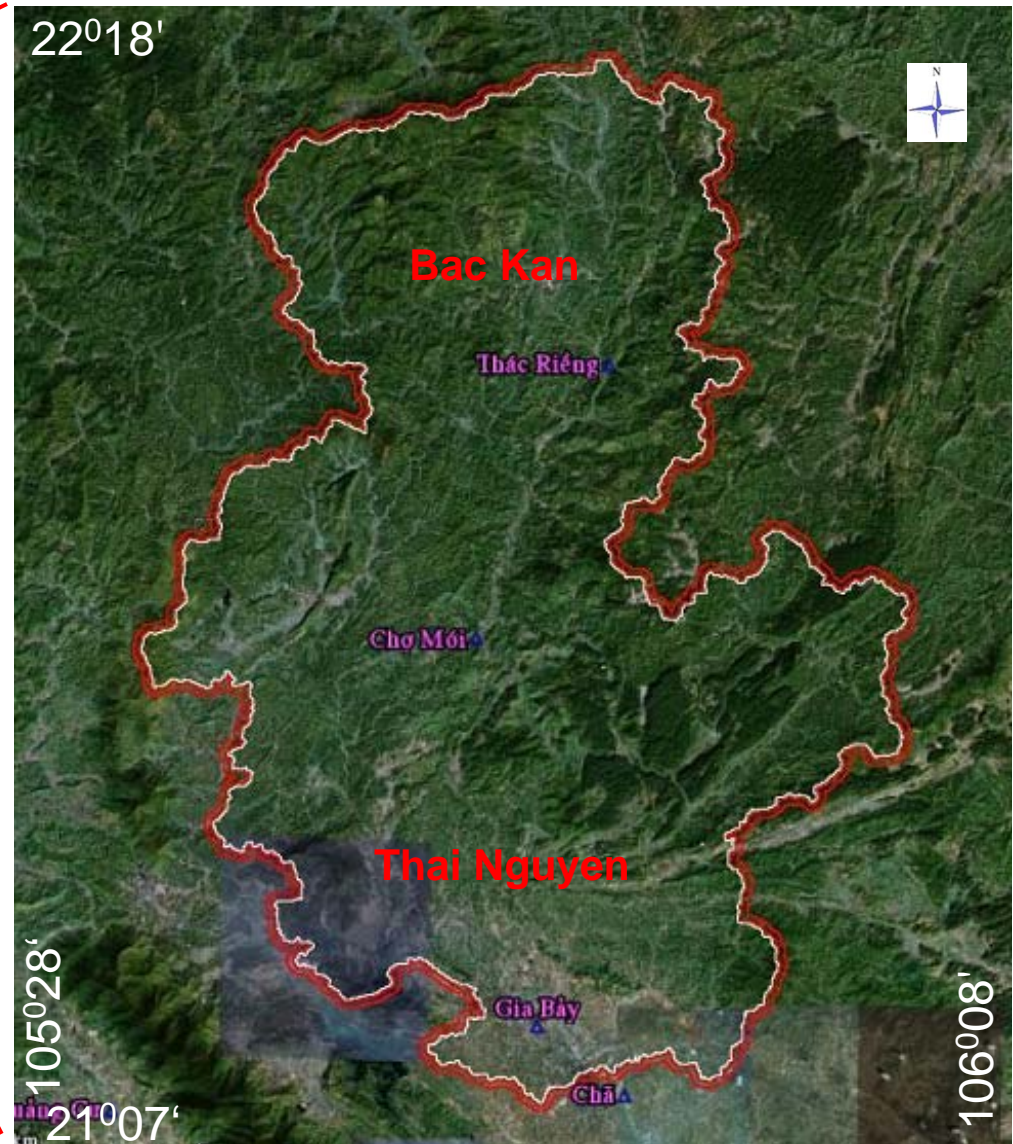 22⁰18'
N
Bac Kan
Thác Riềng
Chợ Mới
Thai Nguyen
Gia Bảy
Chã
105⁰28‘
106⁰08'
21⁰07‘